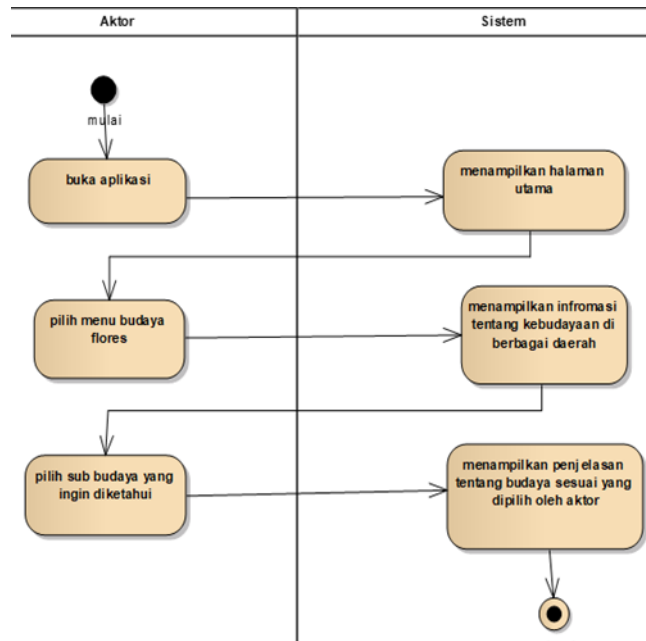 Aktor
Sistem
mulai
buka aplikasi
menampilkan halaman
utama
pilih menu budaya
flores
menampilkan infromasi
tentang kebudayaan di
berbagai daerah
pilih sub budaya yang
ingin diketahui
menampilkan penjelasan
tentang budaya sesuai yang
dipilih oleh aktor